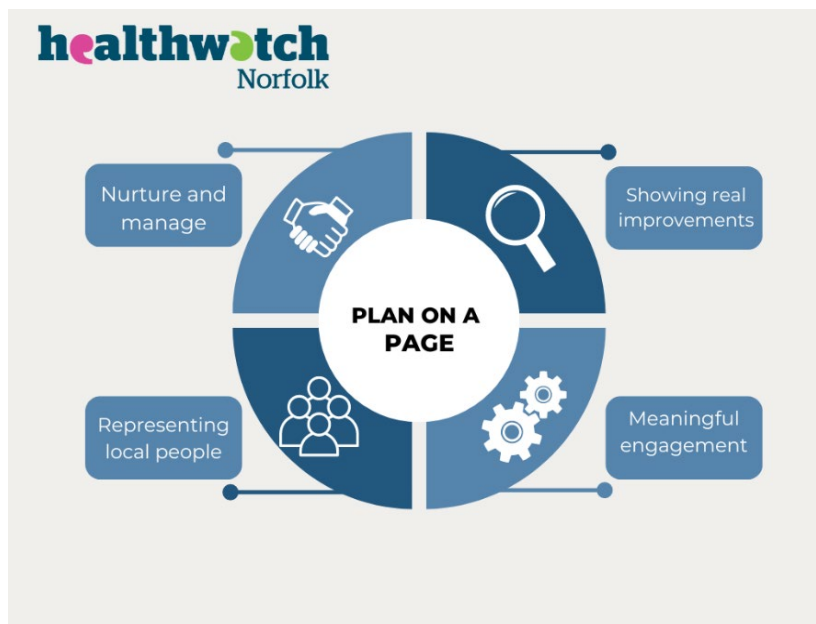 healthwatch
Norfolk
Nurture and
manage
Showing real
improvements
PLAN ON A
PAGE
Representing
local people
Meaningful
engagement